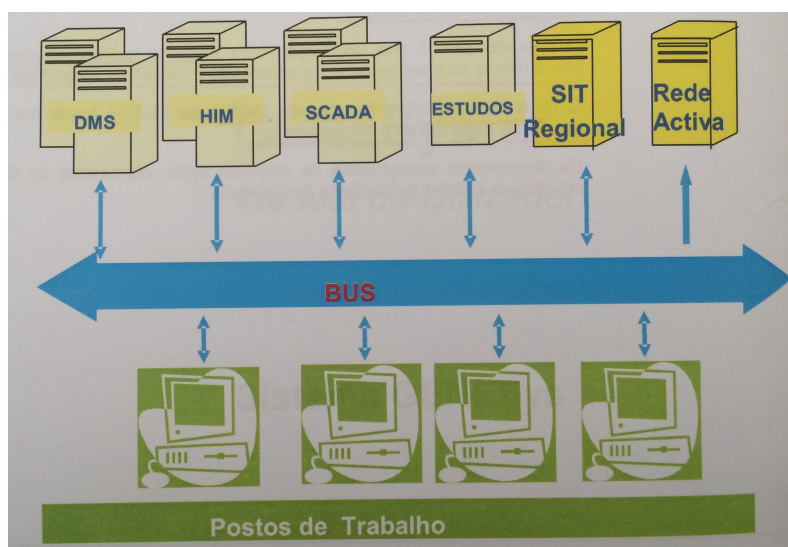 DMS
HIM
SCADA
ESTUDOS
SIT
Regional
Rede
Activa
BUS
Postos de Trabalho